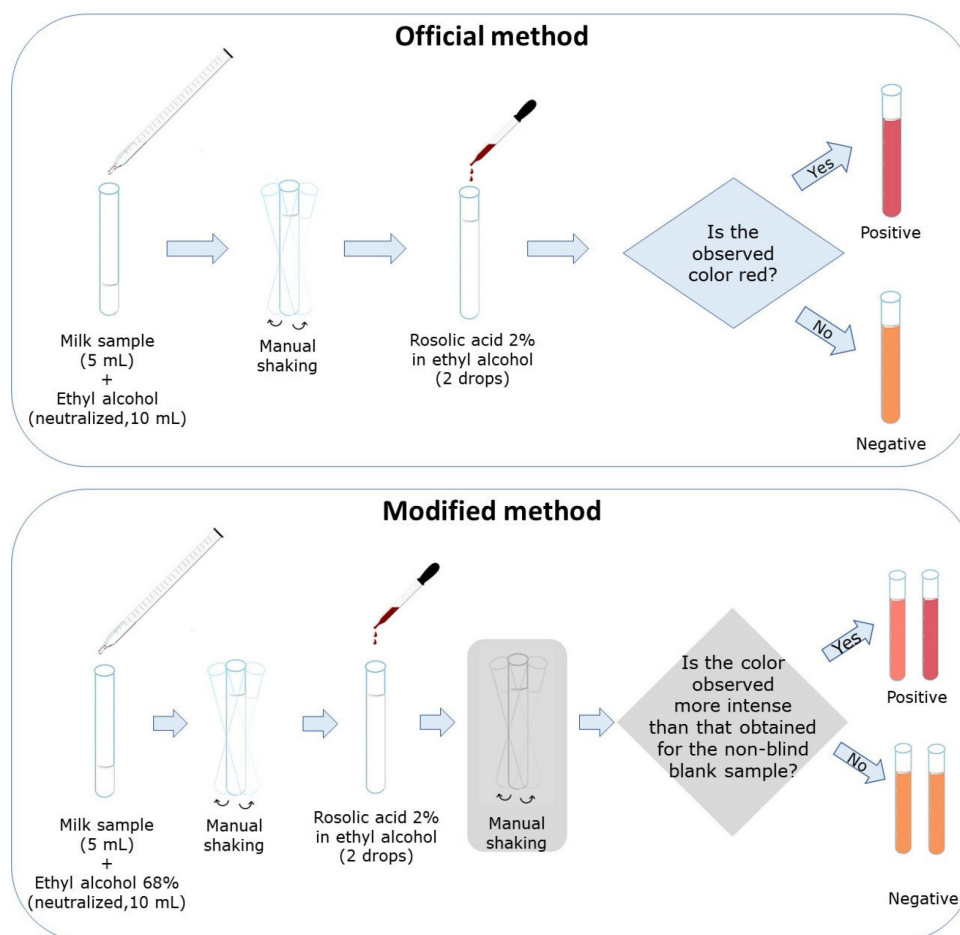 Official method
Milk sample
(5 mL)
+
Ethyl alcohol
(neutralized,10 mL)
Manual
shaking
Rosolic acid 2%
in ethyl alcohol
(2 drops)
Is the
observed
color red?
Yes
Positive
No
Negative
Modified method
Milk sample
(5 mL)
+
Ethyl alcohol 68%
(neutralized,10 mL)
Manual
shaking
Rosolic acid 2%
in ethyl alcohol
(2 drops)
Manual
shaking
Is the color
observed
more intense
than that obtained
for the non-blind
blank sample?
Yes
Positive
No
Negative